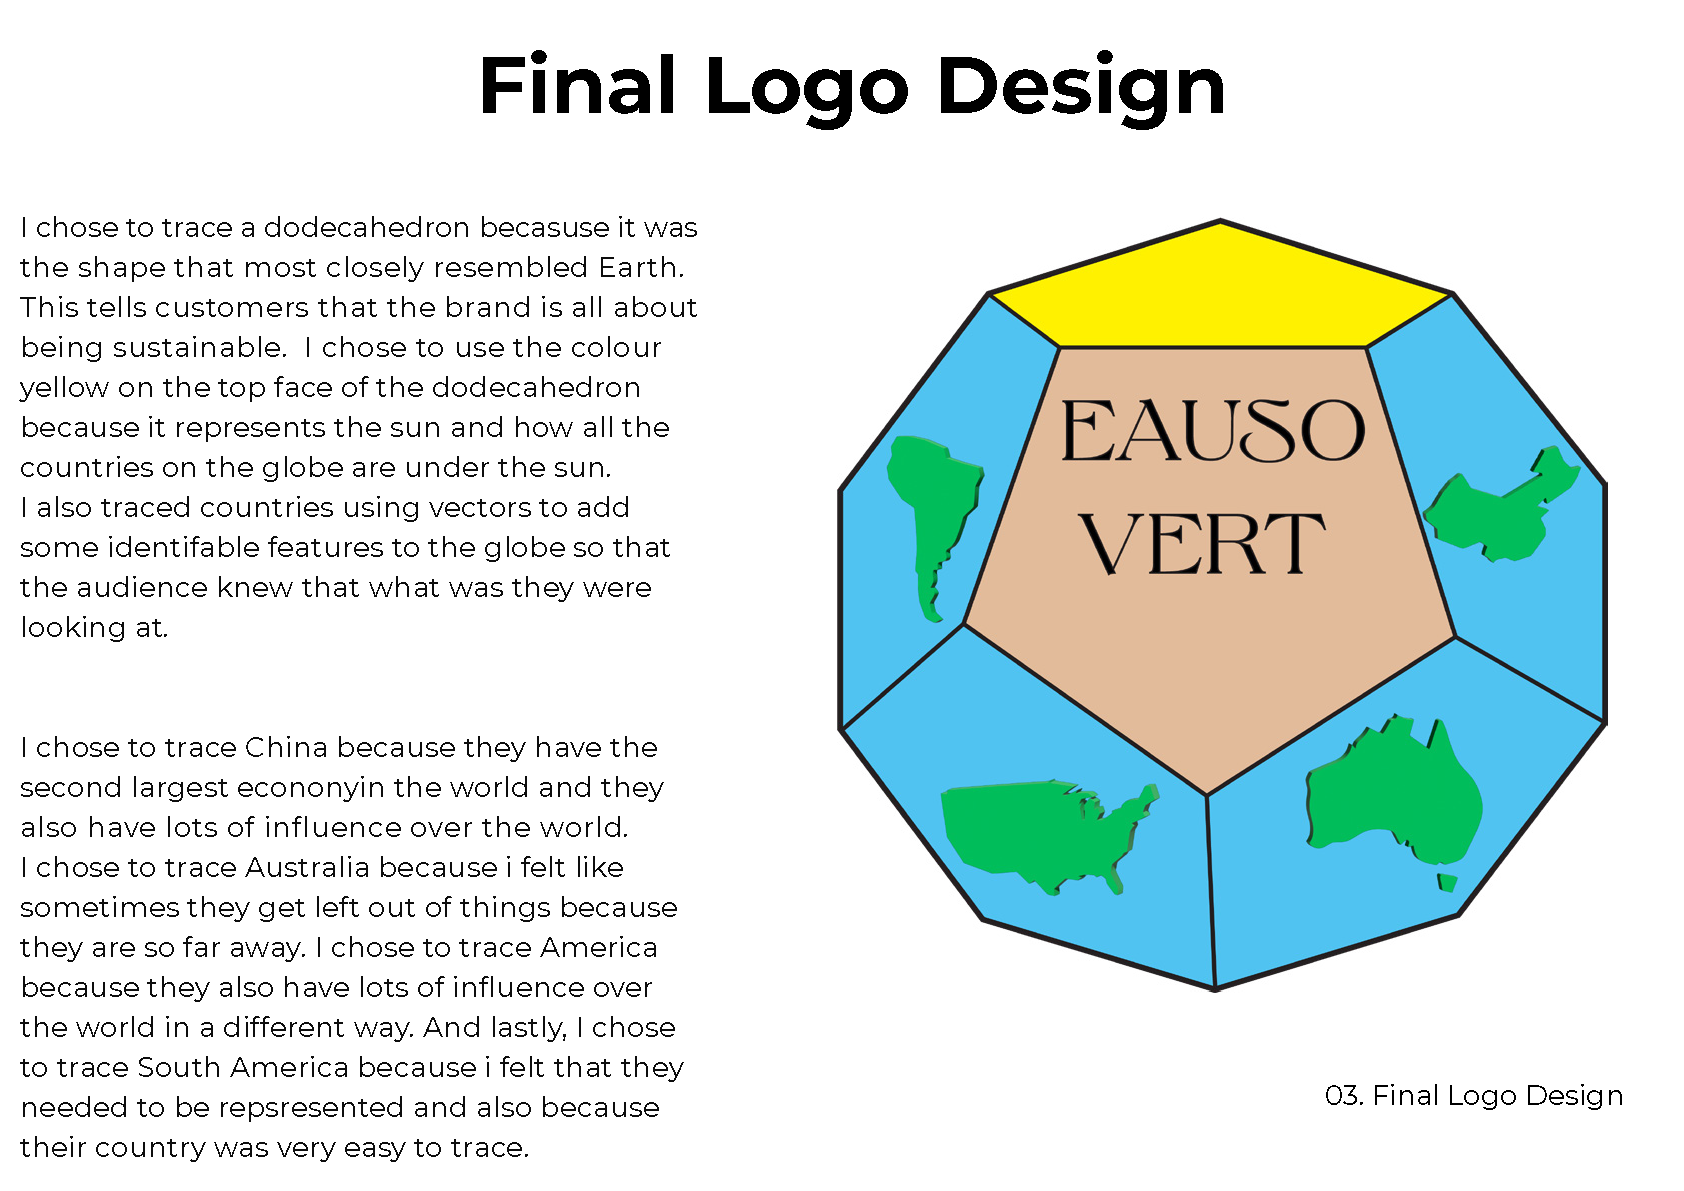 Final Logo Design
I chose to trace a dodecahedron becasuse it was
the shape that most closely resembled Earth.
This tells customers that the brand is all about
being sustainable.  I chose to use the colour
yellow on the top face of the dodecahedron
because it represents the sun and how all the
countries on the globe are under the sun.
I also traced countries using vectors to add
some identifable features to the globe so that
the audience knew that what was they were
looking at.
I chose to trace China because they have the
second largest econonyin the world and they
also have lots of influence over the world.
I chose to trace Australia because i felt like
sometimes they get left out of things because
they are so far away. I chose to trace America
because they also have lots of influence over
the world in a different way. And lastly, I chose
to trace South America because i felt that they
needed to be repsresented and also because
their country was very easy to trace.
EAUSO
VERT
03. Final Logo Design